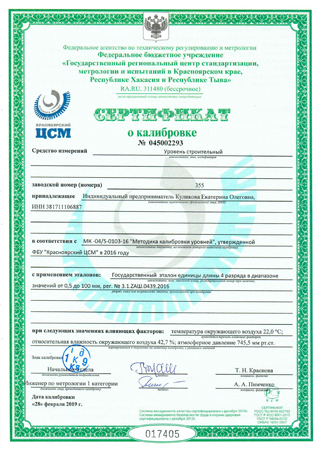 Федеральное агентство по техническому регулированию и метрологии
Федеральное бюджетное учреждение
«Государственный региональный центр стандартизации,
метрологии и испытаний в Красноярском крае,
Республике Хакасия и Республике Тыва»
RA.RU. 311480 (бессрочное)
КРАСНОЯРСКИЙ
ЦСМ
СЕРТИФИКАТ
о калибровке
№ 045002293
Средство измерений Уровень строительный
заводской номер (номера) 355
принадлежащее Индивидуальный предприниматель Куликова Екатерина Олеговна,
ИНН 381711106887
в соответствии с МК -04/5-0103-16 "Методика калибровки уровней", утвержденной
ФБУ "Красноярский ЦСМ" в 2016 году
с применением эталонов: Государственный эталон единицы длины 4 разряда в диапазоне
значений от 0,5 до 100 мм, рег. № 3.1.ZАШ.0439.2016
при следующих значениях влияющих факторов: температура окружающего воздуха 22,0 °С;
относительность окружающего воздуха 42,7 %; атмосферное давление 745,5 мм рт.ст.
Знак калибровки
Начальник отдела Т. Н. Краснова
Инженер по метрологии 1 категории А. А. Пимченко
Дата калибровки
«28» февраля 2019 г.
017405